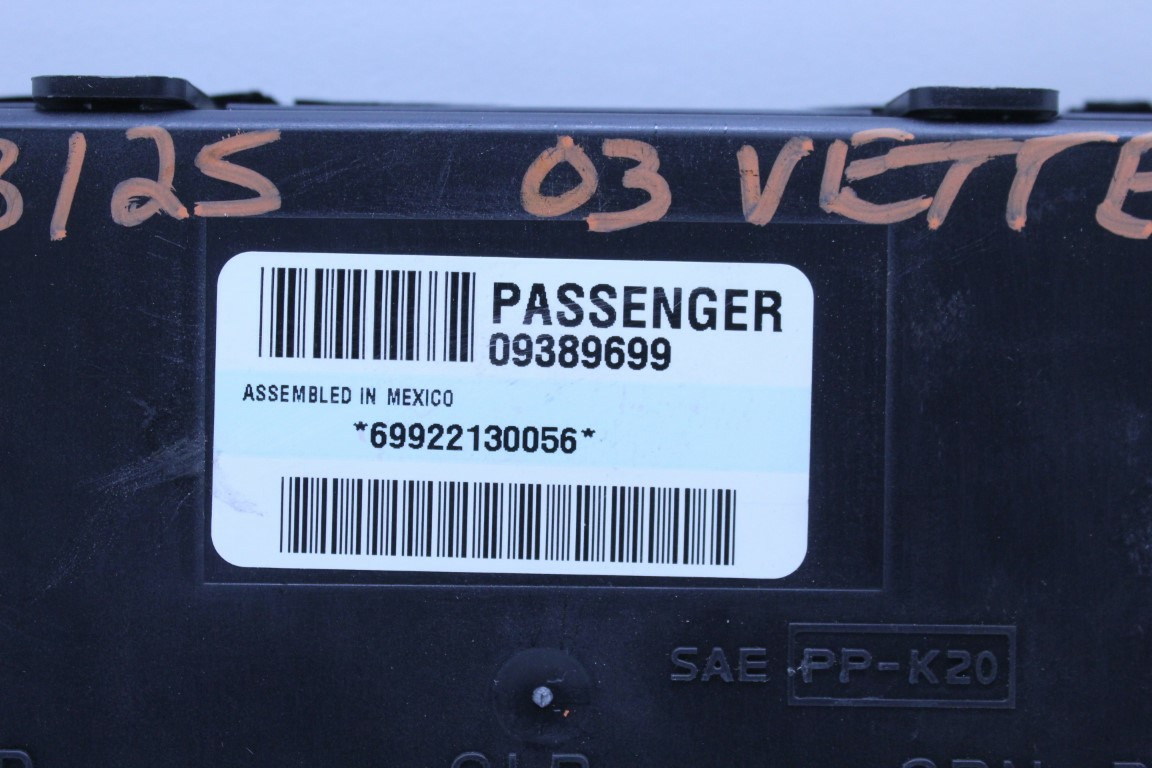 3125 03 VETTE
PASSENGER
09389699
ASSEMBLED IN MEXICO
*69922130056*
SAE PP-K20